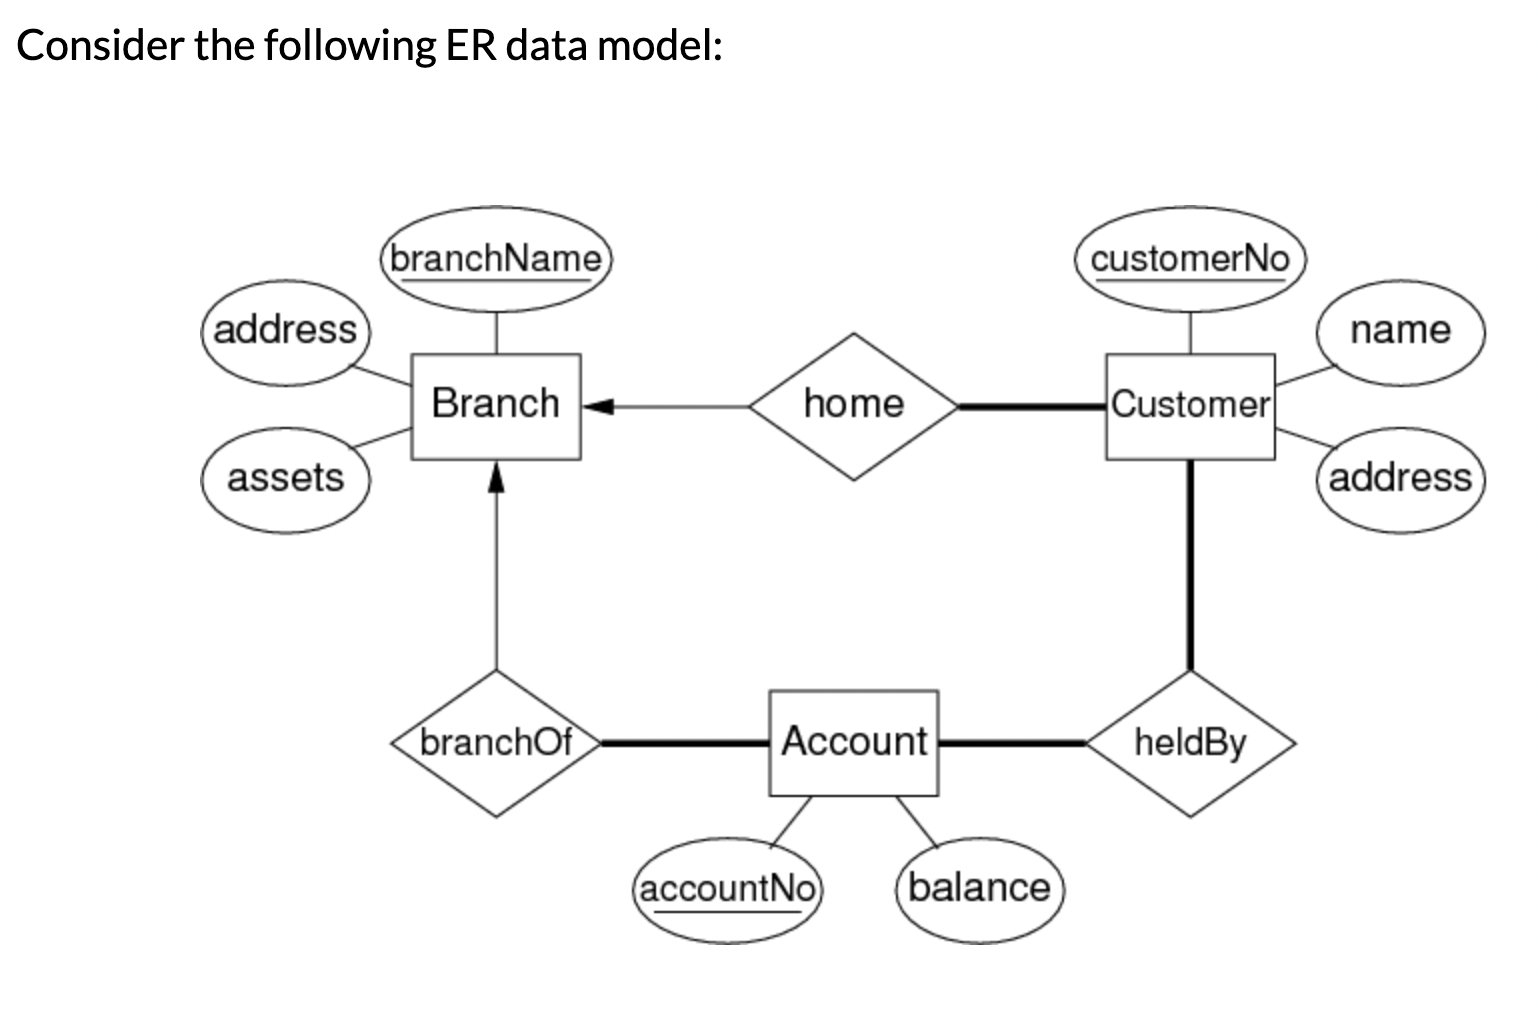 Consider the following ER data model:
branchName
customerNo
address
name
Branch
home
Customer
assets
address
branchOf
Account
heldBy
accountNo
balance